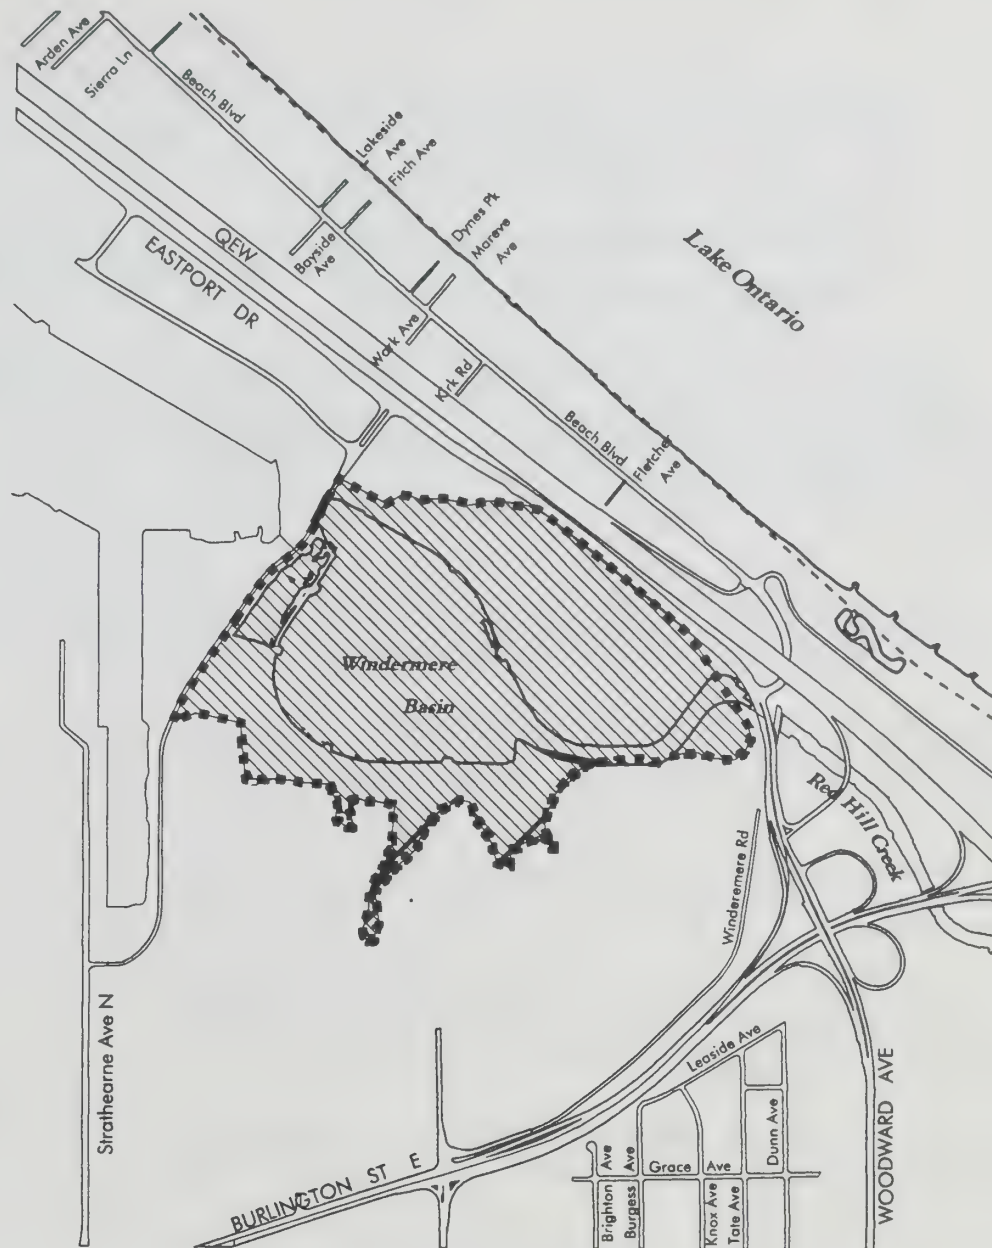 Arden Ave
Sierra Ln
Beach Blvd
Lakeside
Ave
Fitch Ave
Bayside
Ave
Dynes Pk
Mareve
Ave
Lake Ontario
QEW
EASTPORT DR
Wark Ave
Kirk Rd
Beach Blvd
Fletcher
Ave
Windermere
Basin
Red Hill Creek
Winderemere Rd
Strathearne Ave N
Leaside Ave
BURLINGTON ST E
Brighton Ave
Burgess Ave
Grace Ave
Knox Ave
Tate Ave
Dunn Ave
WOODWARD AVE